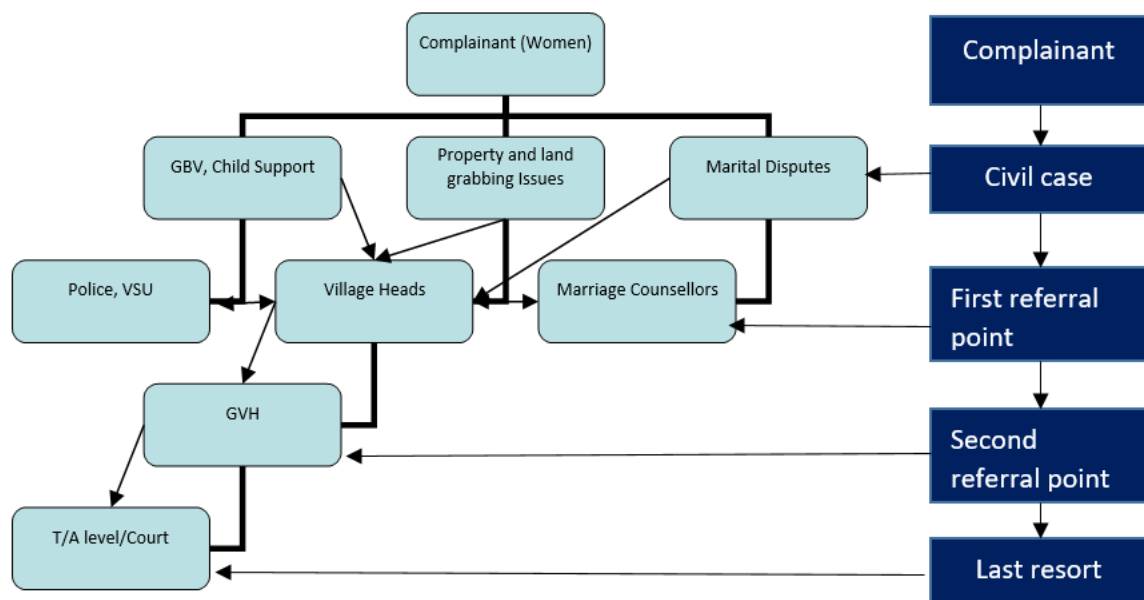 Complainant (Women)
Complainant
GBV, Child Support
Property and land
grabbing Issues
Marital Disputes
Civil case
Police, VSU
Village Heads
Marriage Counsellors
First referral
point
GVH
Second
referral point
T/A level/Court
Last resort